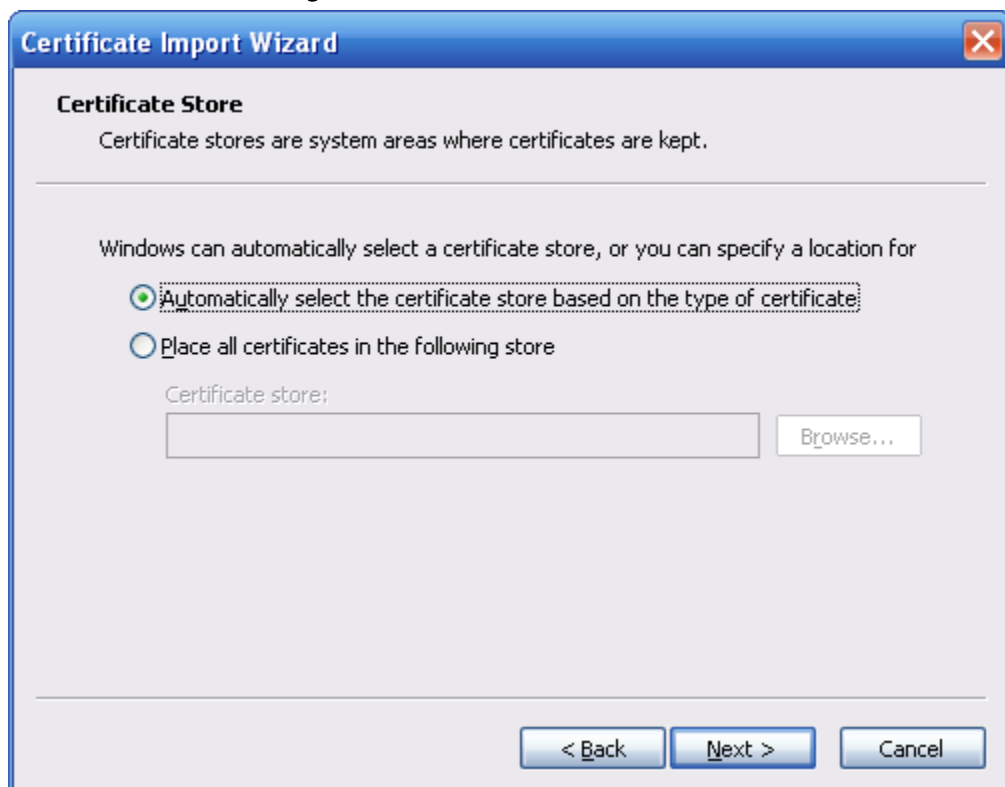 Certificate Import Wizard
Certificate Store
Certificate stores are system areas where certificates are kept.
Windows can automatically select a certificate store, or you can specify a location for
Automatically select the certificate store based on the type of certificate
Place all certificates in the following store
Certificate store:
Browse...
< Back Next > Cancel